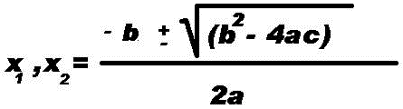 x₁,x₂= (- b ± √(b² - 4ac)) / 2a